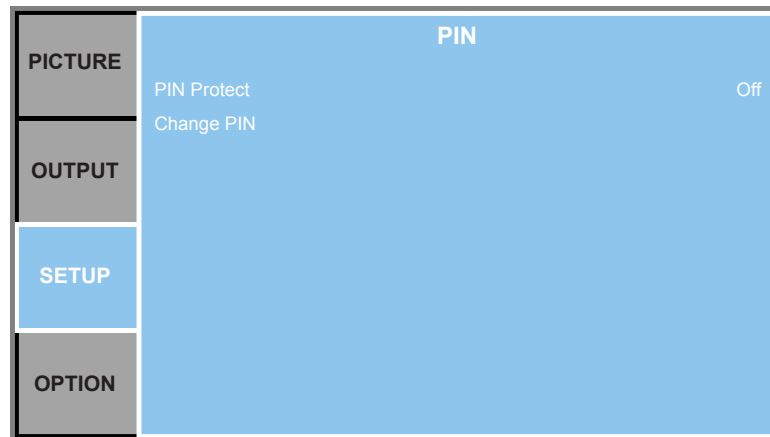 PICTURE
OUTPUT
SETUP
OPTION
PIN
PIN Protect Off
Change PIN